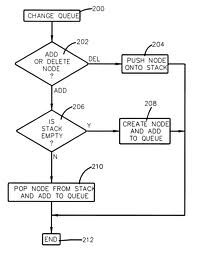 CHANGE QUEUE
200
202
ADD
OR DELETE
NODE
?
DEL
204
PUSH NODE
ONTO STACK
ADD
206
IS
STACK
EMPTY
?
Y
208
CREATE NODE
AND ADD
TO QUEUE
N
210
POP NODE FROM STACK
AND ADD TO QUEUE
END
212